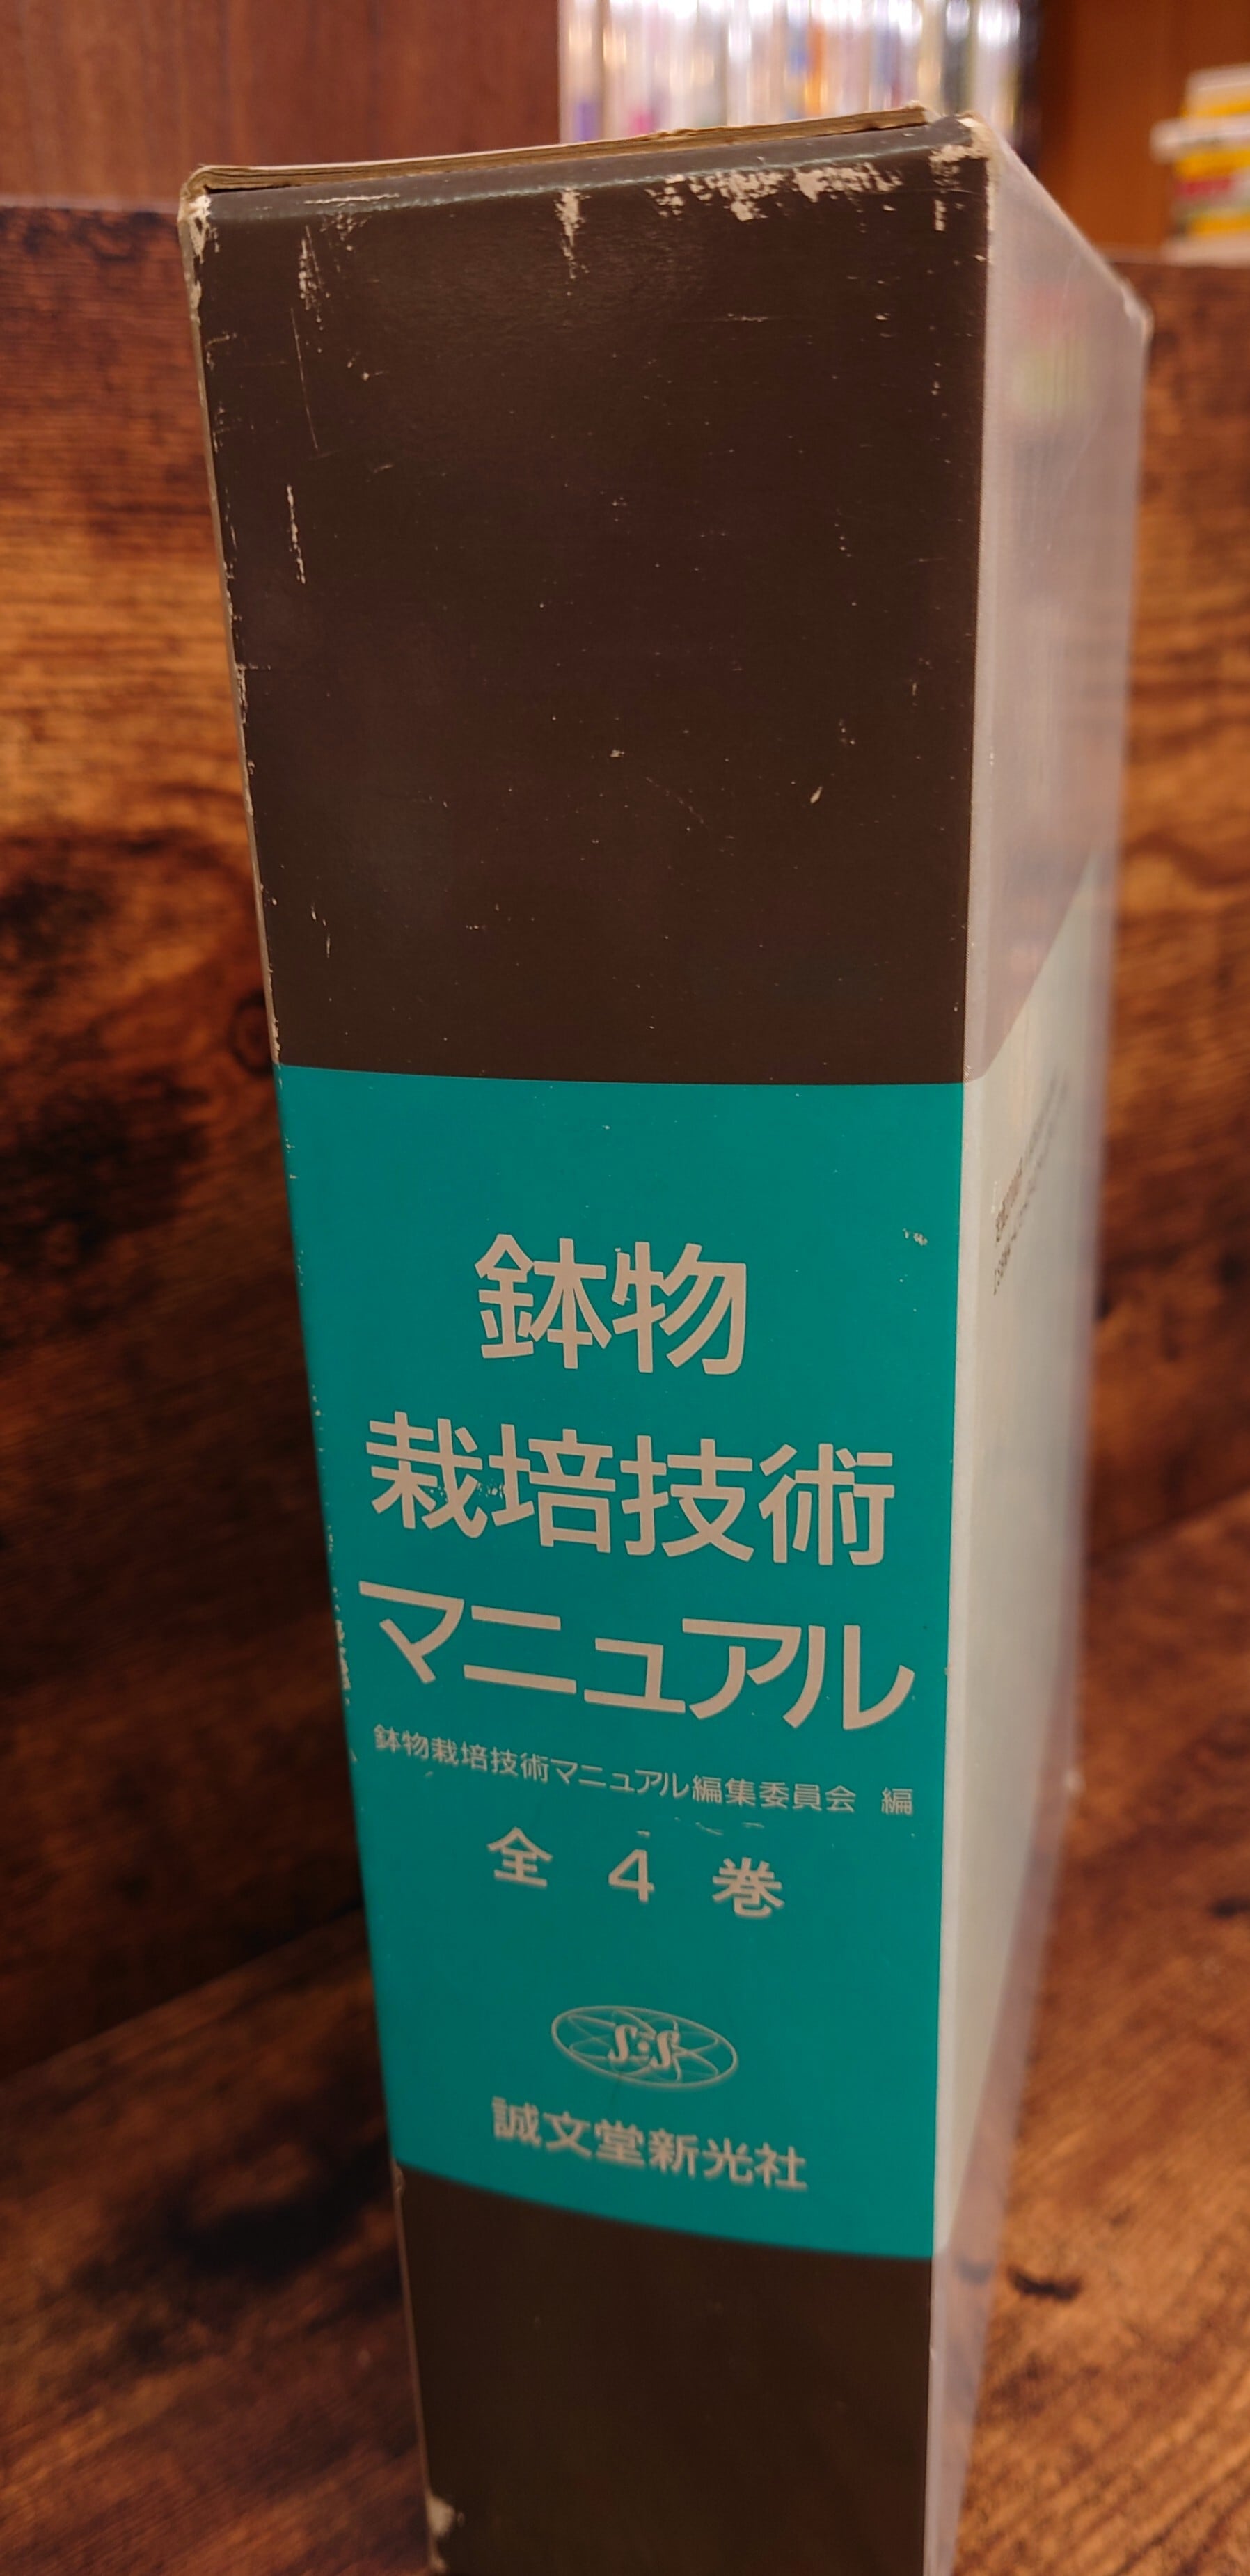 鉢物
栽培技術
マニュアル
鉢物栽培技術マニュアル編集委員会 編
全 4 巻
S・S
誠文堂新光社